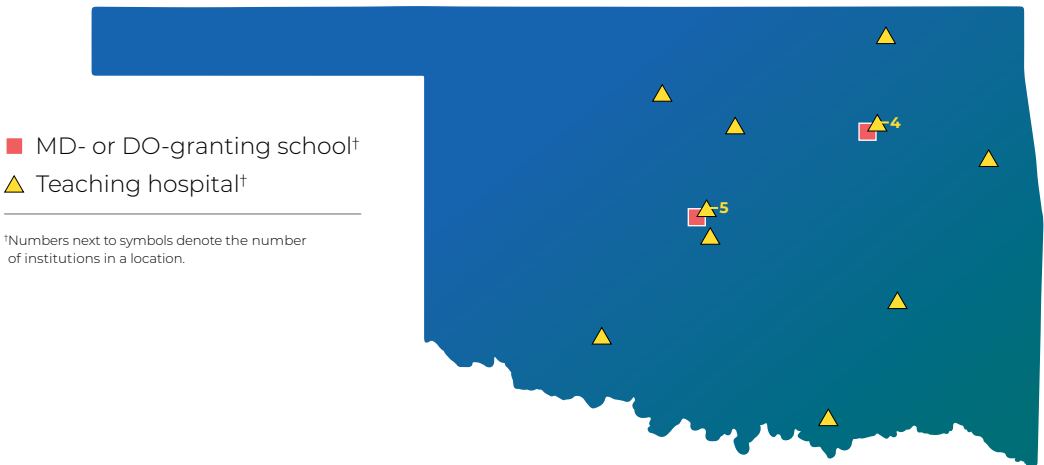 MD- or DO-granting school†
Teaching hospital†
†Numbers next to symbols denote the number
of institutions in a location.
4
5